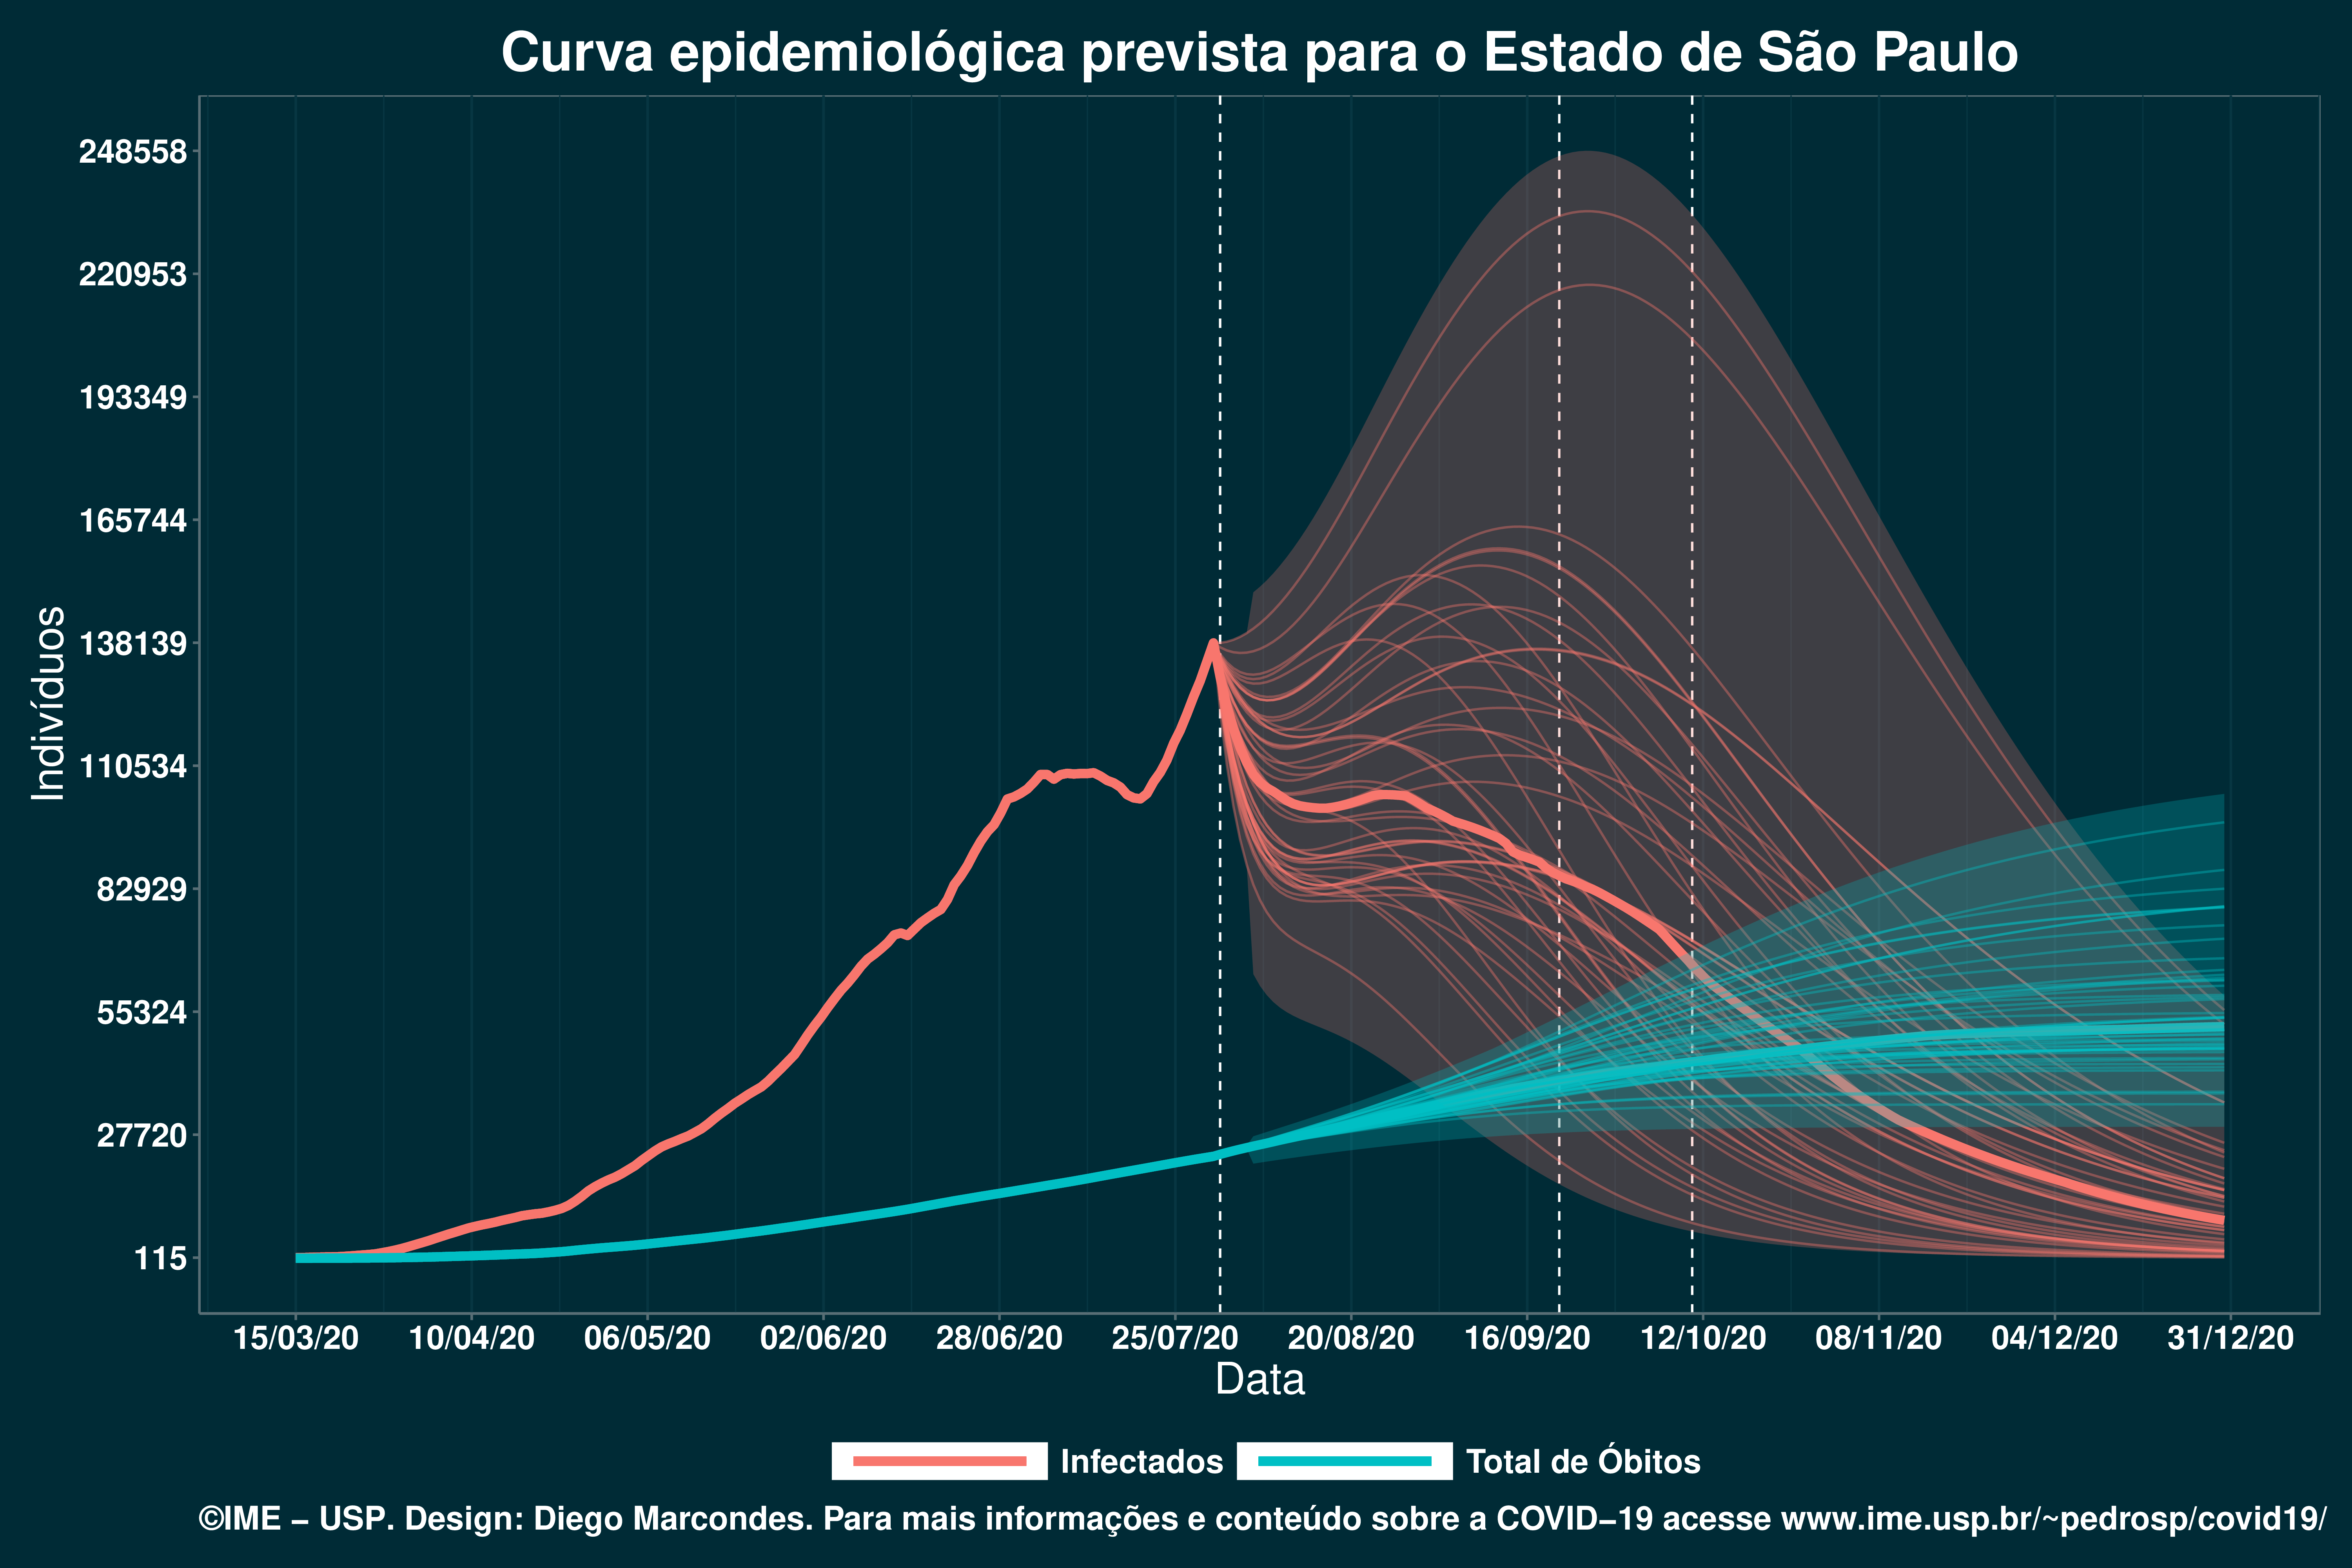 Curva epidemiológica prevista para o Estado de São Paulo
Indivíduos
248558
220953
193349
165744
138139
110534
82929
55324
27720
115
15/03/20 10/04/20 06/05/20 02/06/20 28/06/20 25/07/20 20/08/20 16/09/20 12/10/20 08/11/20 04/12/20 31/12/20
Data
Infectados Total de Óbitos
©IME – USP. Design: Diego Marcondes. Para mais informações e conteúdo sobre a COVID−19 acesse www.ime.usp.br/~pedrosp/covid19/